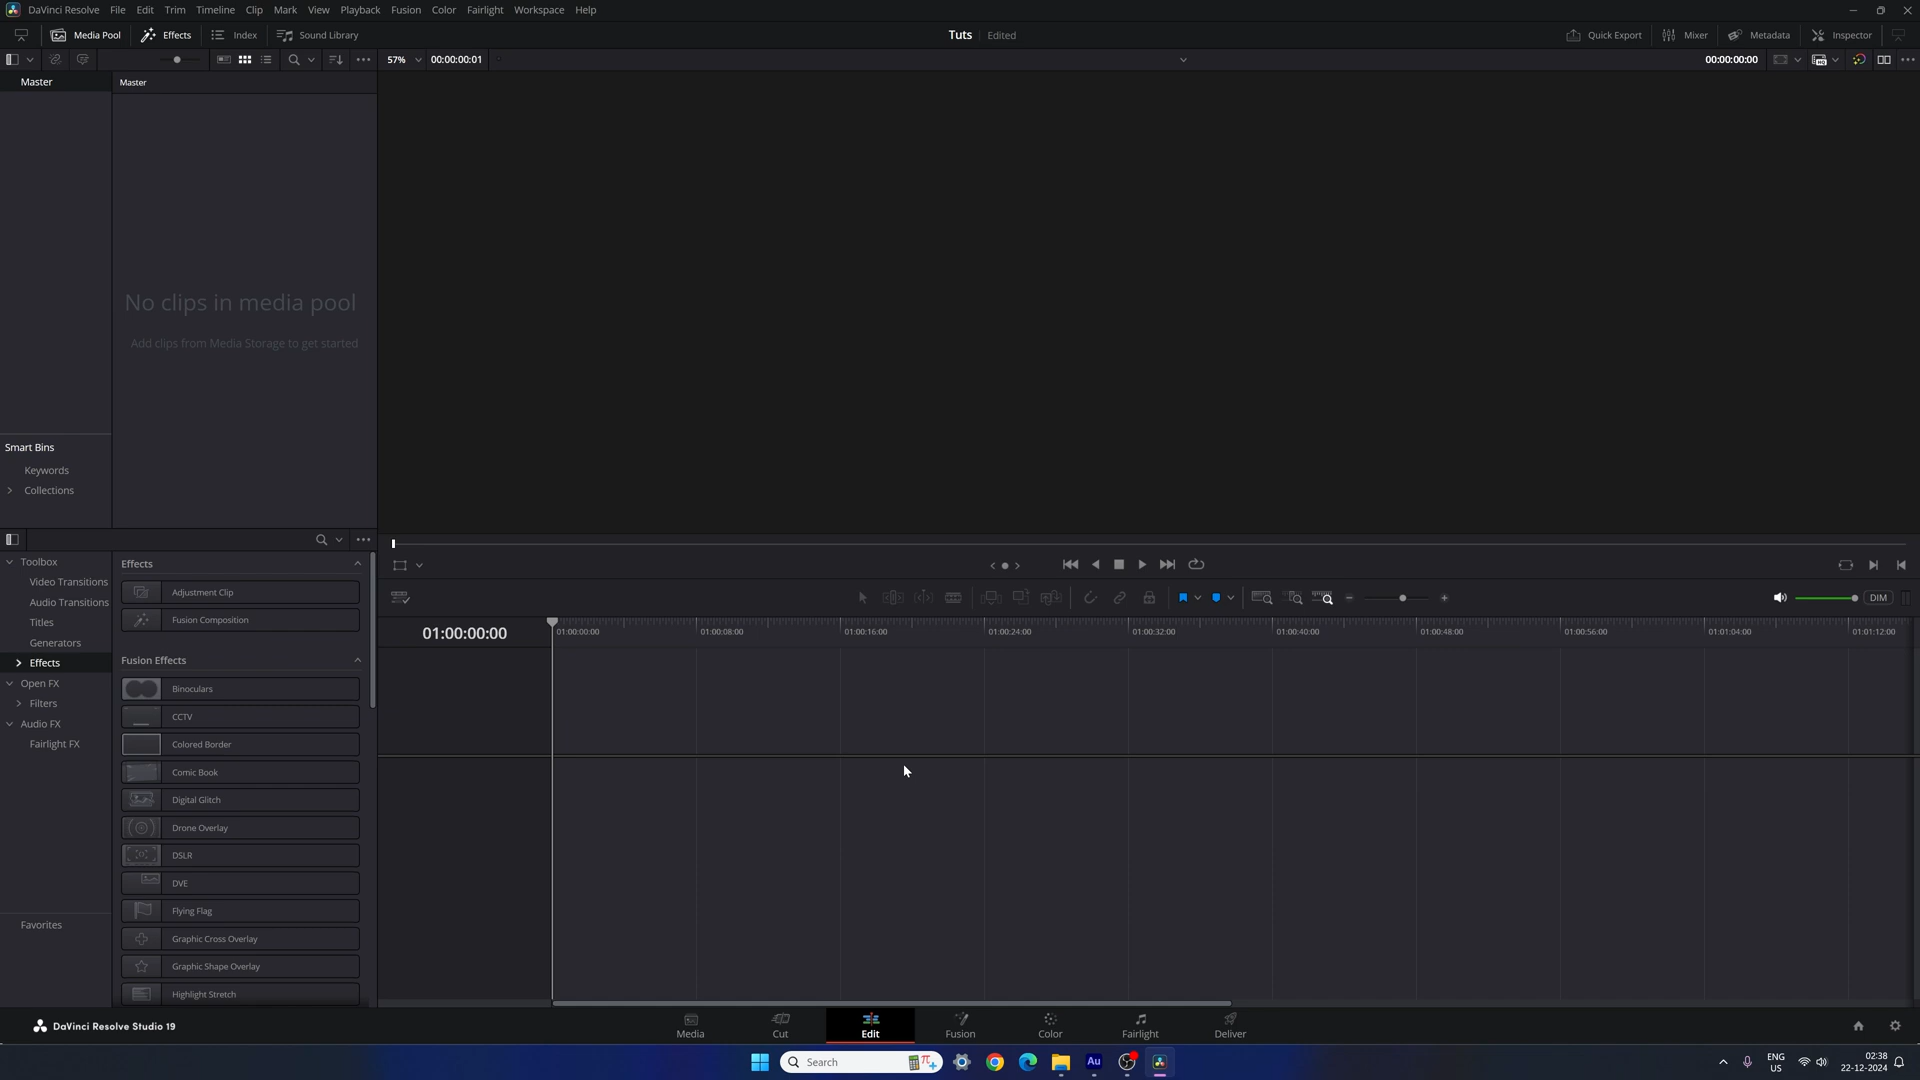 DaVinci Resolve File Edit Trim Timeline Clip Mark View Playback Fusion Color Fairlight Workspace Help
Media Pool Effects Index Sound Library Tuts Edited Quick Export Mixer Metadata Inspector
57% 00:00:00:01 00:00:00:00
Master Master
No clips in media pool
Add clips from Media Storage to get started
Smart Bins
Keywords
Collections
Toolbox
Video Transitions
Audio Transitions
Titles
Generators
Effects
Open FX
Filters
Audio FX
Fairlight FX
Favorites
Effects
Adjustment Clip
Fusion Composition
Fusion Effects
Binoculars
CCTV
Colored Border
Comic Book
Digital Glitch
Drone Overlay
DSLR
DVE
Flying Flag
Graphic Cross Overlay
Graphic Shape Overlay
Highlight Stretch
DIM
01:00:00:00 01:00:00:00 01:00:08:00 01:00:16:00 01:00:24:00 01:00:32:00 01:00:40:00 01:00:48:00 01:00:56:00 01:01:04:00 01:01:12:00
DaVinci Resolve Studio 19 Media Cut Edit Fusion Color Fairlight Deliver
Search Au ENG 02:38
US 22-12-2024